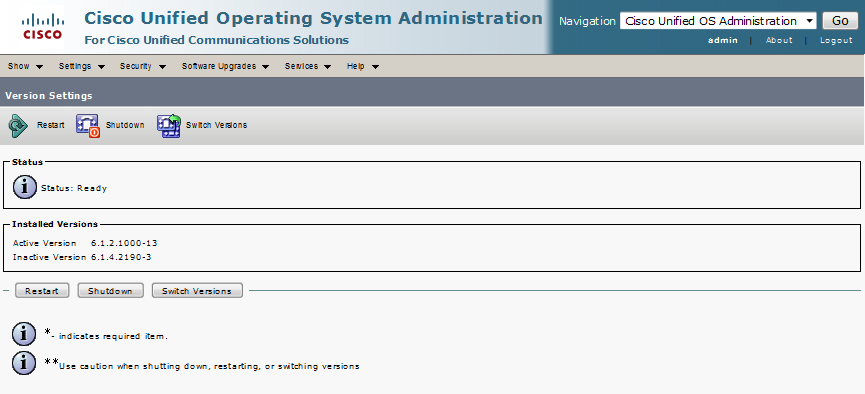 Cisco Unified Operating System Administration
For Cisco Unified Communications Solutions
CISCO
Navigation Cisco Unified OS Administration Go
admin | About | Logout
Show Settings Security Software Upgrades Services Help
Version Settings
Restart Shutdown Switch Versions
Status
Status: Ready
Installed Versions
Active Version 6.1.2.1000-13
Inactive Version 6.1.4.2190-3
Restart Shutdown Switch Versions
*- indicates required item.
**Use caution when shutting down, restarting, or switching versions